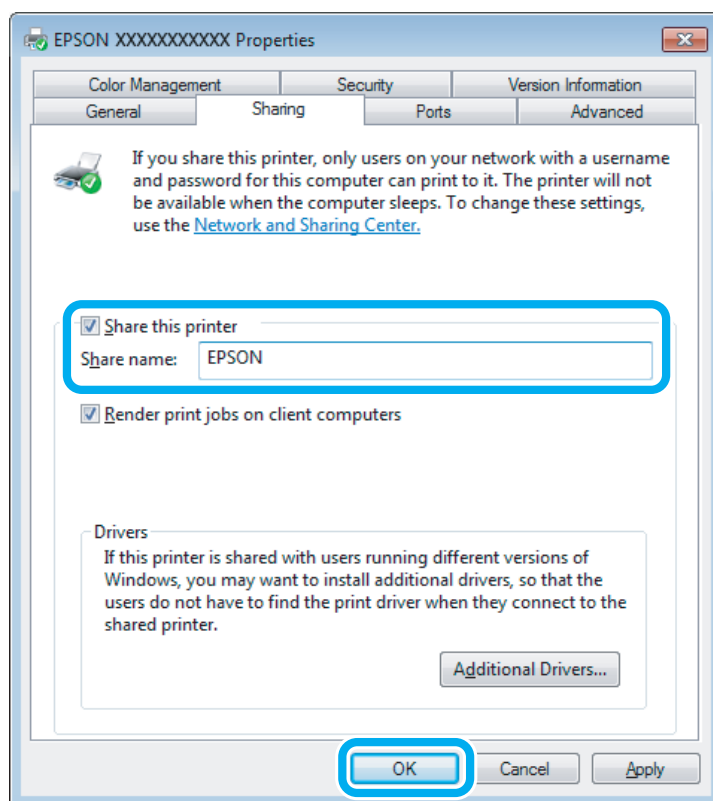 EPSON XXXXXXXXXXX Properties
Color Management Security Version Information
General Sharing Ports Advanced
If you share this printer, only users on your network with a username
and password for this computer can print to it. The printer will not
be available when the computer sleeps. To change these settings,
use the Network and Sharing Center.
Share this printer
Share name: EPSON
Render print jobs on client computers
Drivers
If this printer is shared with users running different versions of
Windows, you may want to install additional drivers, so that the
users do not have to find the print driver when they connect to the
shared printer.
Additional Drivers...
OK Cancel Apply